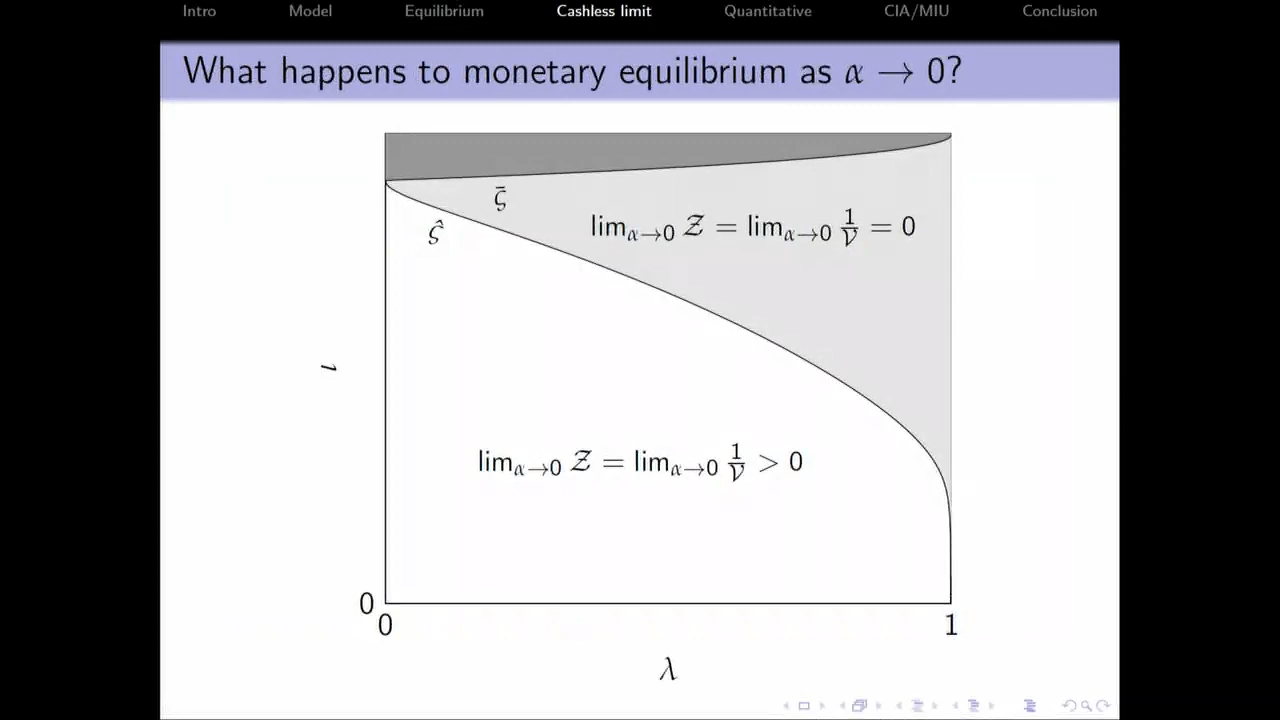 Intro Model Equilibrium Cashless limit Quantitative CIA/MIU Conclusion
What happens to monetary equilibrium as α → 0?
ζ̄
lim_{α→0} 𝒵 = lim_{α→0} 1/𝒱 = 0
ζ̂
ι
lim_{α→0} 𝒵 = lim_{α→0} 1/𝒱 > 0
0
0 1
λ